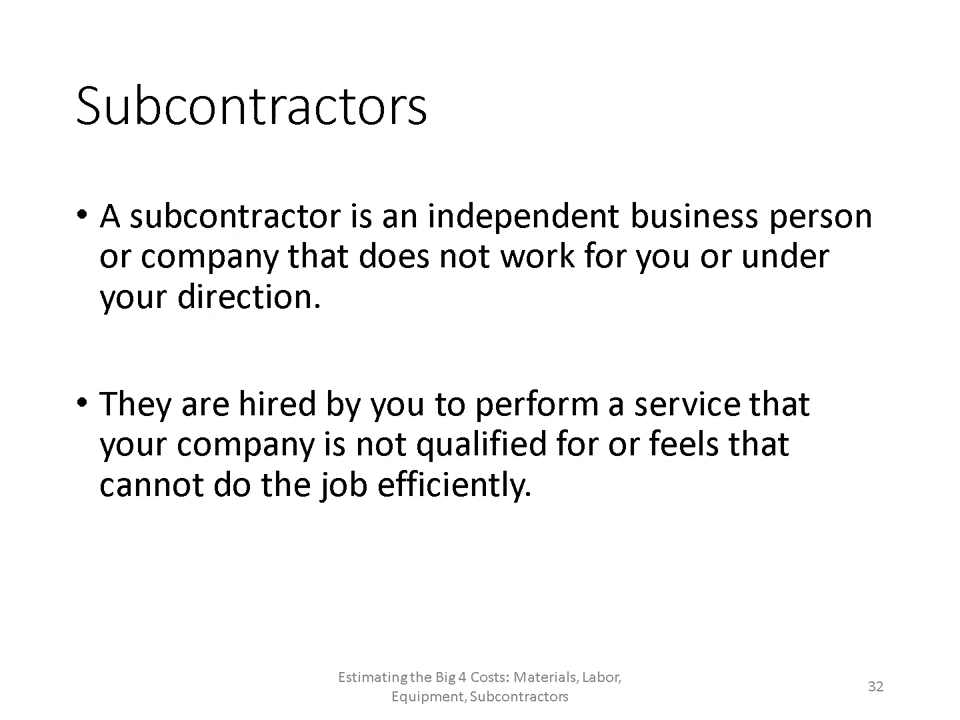 Subcontractors
• A subcontractor is an independent business person
or company that does not work for you or under
your direction.
• They are hired by you to perform a service that
your company is not qualified for or feels that
cannot do the job efficiently.
Estimating the Big 4 Costs: Materials, Labor,
Equipment, Subcontractors
32